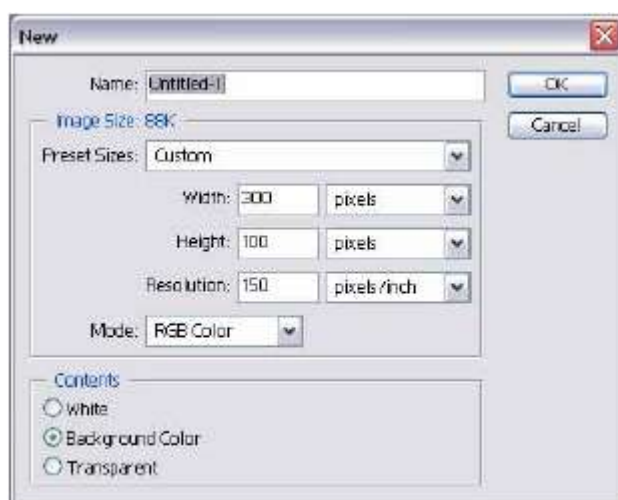 New
Name: Untitled-1
OK
Image Size: 88K
Cancel
Preset Sizes: Custom
Width: 300 pixels
Height: 100 pixels
Resolution: 150 pixels/inch
Mode: RGB Color
Contents
White
Background Color
Transparent